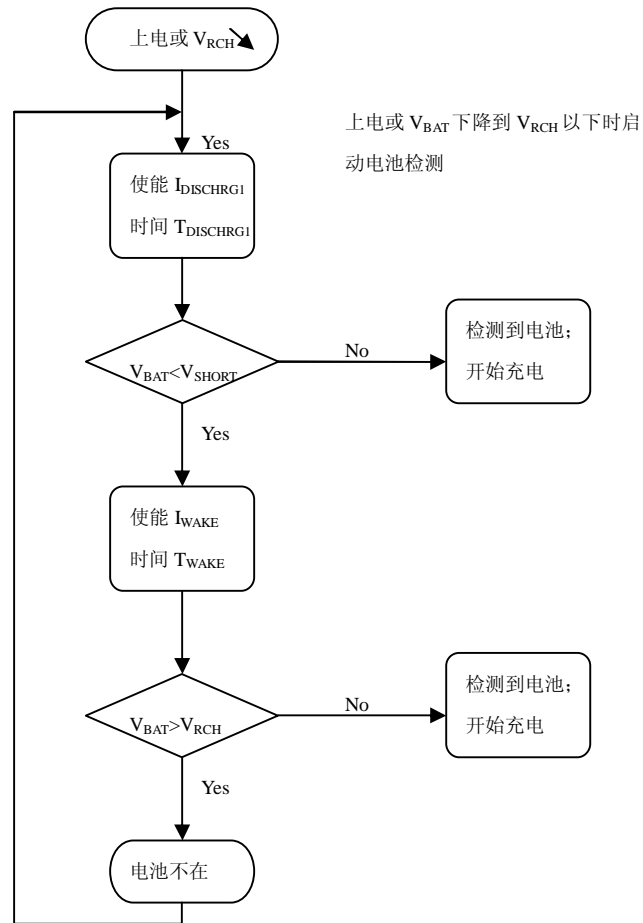 上电或 VRCH
上电或 VBAT 下降到 VRCH 以下时启
动电池检测
Yes
使能 IDISCHRG1
时间 TDISCHRG1
VBAT<VSHORT
No
检测到电池；
开始充电
Yes
使能 IWAKE
时间 TWAKE
VBAT>VRCH
No
检测到电池；
开始充电
Yes
电池不在